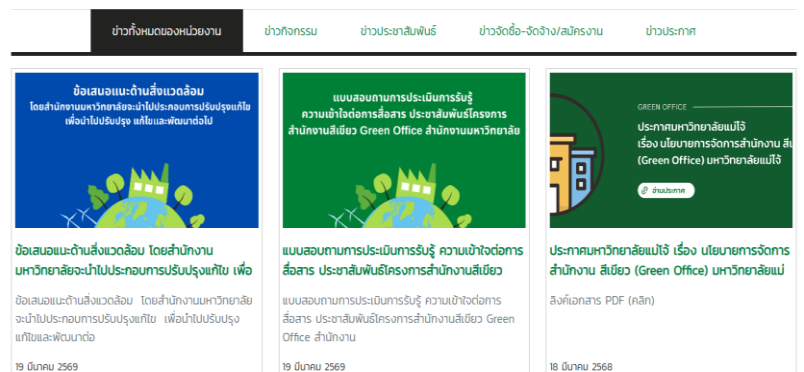 ข่าวทั้งหมดของหน่วยงาน
ข่าวกิจกรรม
ข่าวประชาสัมพันธ์
ข่าวจัดซื้อ-จัดจ้าง/สมัครงาน
ข่าวประกาศ
ข้อเสนอแนะด้านสิ่งแวดล้อม
โดยสำนักงานมหาวิทยาลัยจะนำไปประกอบการปรับปรุงแก้ไข
เพื่อนำไปปรับปรุง แก้ไขและพัฒนาต่อไป
ข้อเสนอแนะด้านสิ่งแวดล้อม โดยสำนักงาน
มหาวิทยาลัยจะนำไปประกอบการปรับปรุงแก้ไข เพื่อ
ข้อเสนอแนะด้านสิ่งแวดล้อม โดยสำนักงานมหาวิทยาลัย
จะนำไปประกอบการปรับปรุงแก้ไข เพื่อนำไปปรับปรุง
แก้ไขและพัฒนาต่อ
19 มีนาคม 2569
แบบสอบถามการประเมินการรับรู้
ความเข้าใจต่อการสื่อสาร ประชาสัมพันธ์โครงการ
สำนักงานสีเขียว Green Office สำนักงานมหาวิทยาลัย
แบบสอบถามการประเมินการรับรู้ ความเข้าใจต่อการ
สื่อสาร ประชาสัมพันธ์โครงการสำนักงานสีเขียว
แบบสอบถามการประเมินการรับรู้ ความเข้าใจต่อการ
สื่อสาร ประชาสัมพันธ์โครงการสำนักงานสีเขียว Green
Office สำนักงาน
19 มีนาคม 2569
GREEN OFFICE
ประกาศมหาวิทยาลัยแม่โจ้
เรื่อง นโยบายการจัดการสำนักงาน สีเ
(Green Office) มหาวิทยาลัยแม่โจ้
อ่านประกาศ
ประกาศมหาวิทยาลัยแม่โจ้ เรื่อง นโยบายการจัดการ
สำนักงาน สีเขียว (Green Office) มหาวิทยาลัยแม่
ลิงค์เอกสาร PDF (คลิก)
18 มีนาคม 2568